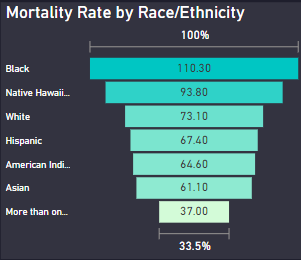 Mortality Rate by Race/Ethnicity
100%
Black 110.30
Native Hawaii... 93.80
White 73.10
Hispanic 67.40
American Indi... 64.60
Asian 61.10
More than on... 37.00
33.5%